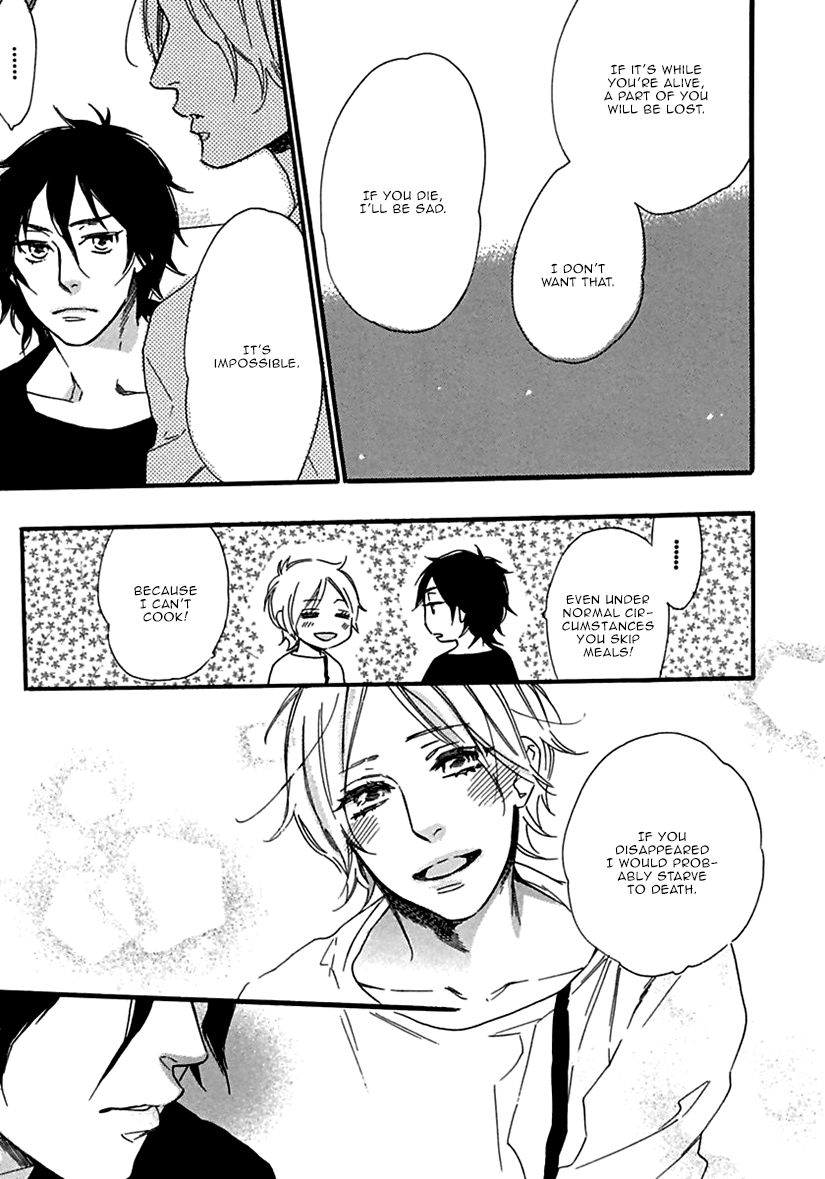 IF IT'S WHILE
YOU'RE ALIVE,
A PART OF YOU
WILL BE LOST.
I DON'T
WANT THAT.
IF YOU DIE,
I'LL BE SAD.
IT'S
IMPOSSIBLE.
........
........
EVEN UNDER
NORMAL CIR-
CUMSTANCES
YOU SKIP
MEALS!
BECAUSE
I CAN'T
COOK!
IF YOU
DISAPPEARED
I WOULD PROB-
ABLY STARVE
TO DEATH.